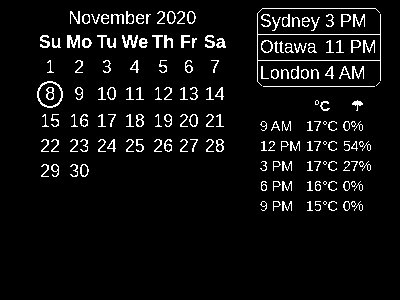 November 2020
Su Mo Tu We Th Fr Sa
1 2 3 4 5 6 7
8 9 10 11 12 13 14
15 16 17 18 19 20 21
22 23 24 25 26 27 28
29 30
Sydney 3 PM
Ottawa 11 PM
London 4 AM
°C
9 AM 17°C 0%
12 PM 17°C 54%
3 PM 17°C 27%
6 PM 16°C 0%
9 PM 15°C 0%